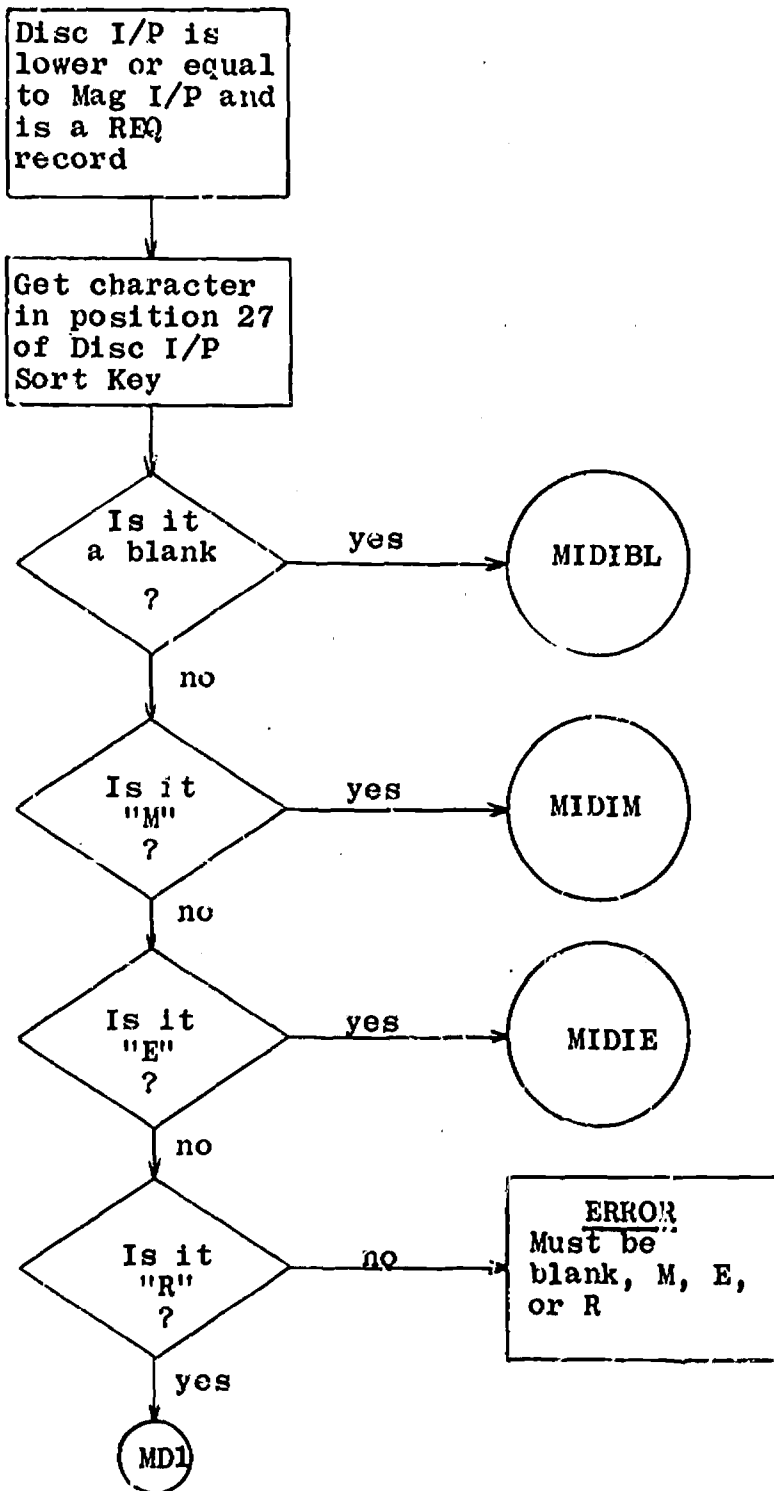 Disc I/P is
lower or equal
to Mag I/P and
is a REQ
record
Get character
in position 27
of Disc I/P
Sort Key
Is it
a blank
?
yes
MIDIBL
no
Is it
"M"
?
yes
MIDIM
no
Is it
"E"
?
yes
MIDIE
no
Is it
"R"
?
no
ERROR
Must be
blank, M, E,
or R
yes
MD1